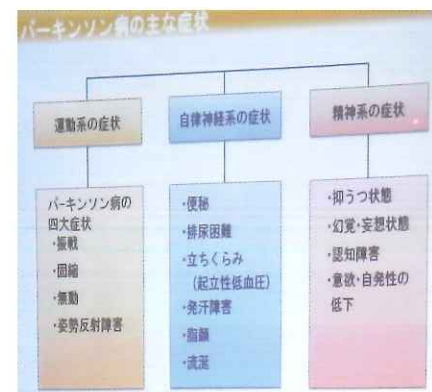 パーキンソン病の主な症状
運動系の症状
自律神経系の症状
精神系の症状
パーキンソン病の
四大症状
・振戦
・固縮
・無動
・姿勢反射障害
・便秘
・排尿困難
・立ちくらみ
(起立性低血圧)
・発汗障害
・脂顔
・流涎
・抑うつ状態
・幻覚・妄想状態
・認知障害
・意欲・自発性の
低下